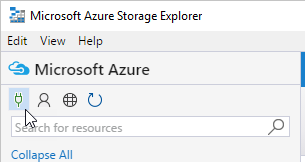 Microsoft Azure Storage Explorer
Edit View Help
Microsoft Azure
Search for resources
Collapse All